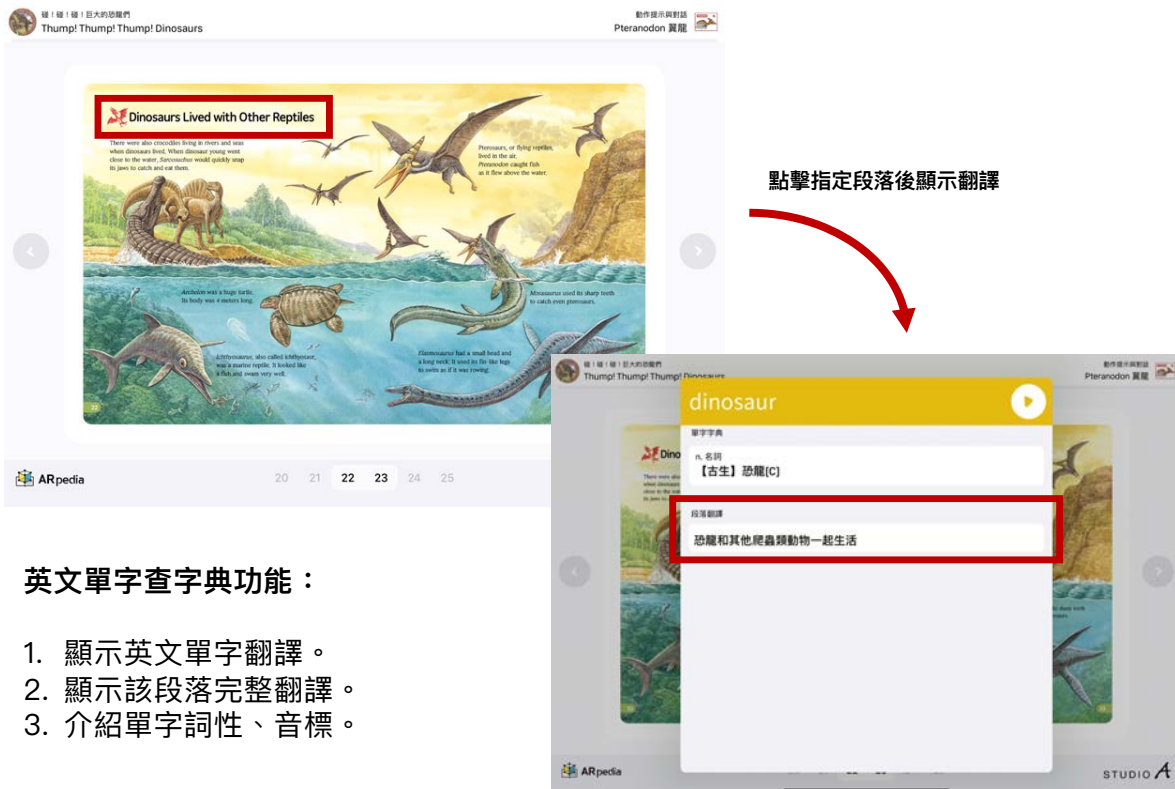 碰！碰！碰！巨大的恐龍們
Thump! Thump! Thump! Dinosaurs
動作提示與對話
Pteranodon 翼龍
Dinosaurs Lived with Other Reptiles
There were also crocodiles living in rivers and seas
when dinosaurs lived. When dinosaur young went
close to the water, Sarcosuchus would quickly snap
its jaws to catch and eat them.
Pterosaurs, or flying reptiles,
lived in the air.
Pteranodon caught fish
as it flew above the water.
Archelon was a huge turtle.
Its body was 4 meters long.
Mosasaurus used its sharp teeth
to catch even pterosaurs.
Ichthyosaurus, also called ichthyosaur,
was a marine reptile. It looked like
a fish and swam very well.
Elasmosaurus had a small head and
a long neck. It used its fin-like legs
to swim as if it was rowing.
22
ARpedia
20 21 22 23 24 25
點擊指定段落後顯示翻譯
英文單字查字典功能：
1. 顯示英文單字翻譯。
2. 顯示該段落完整翻譯。
3. 介紹單字詞性、音標。
碰！碰！碰！巨大的恐龍們
Thump! Thump! Thump! Dinosaurs
動作提示與對話
Pteranodon 翼龍
Dino
dinosaur
單字字典
n. 名詞
【古生】恐龍[C]
段落翻譯
恐龍和其他爬蟲類動物一起生活
ARpedia
STUDIO A